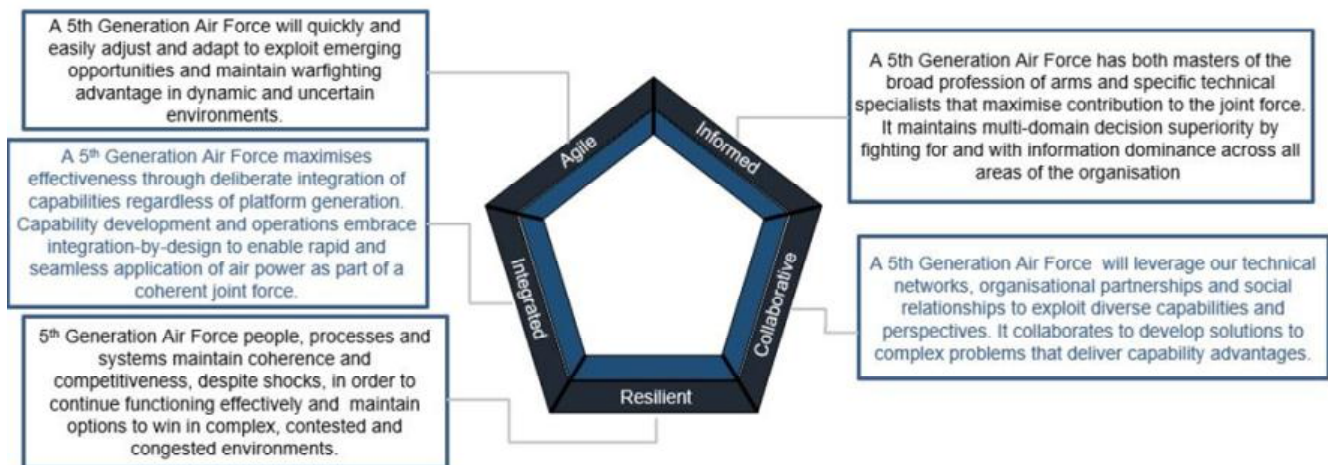 A 5th Generation Air Force will quickly and
easily adjust and adapt to exploit emerging
opportunities and maintain warfighting
advantage in dynamic and uncertain
environments.
A 5th Generation Air Force maximises
effectiveness through deliberate integration of
capabilities regardless of platform generation.
Capability development and operations embrace
integration-by-design to enable rapid and
seamless application of air power as part of a
coherent joint force.
5th Generation Air Force people, processes and
systems maintain coherence and
competitiveness, despite shocks, in order to
continue functioning effectively and maintain
options to win in complex, contested and
congested environments.
Agile
Informed
Integrated
Collaborative
Resilient
A 5th Generation Air Force has both masters of the
broad profession of arms and specific technical
specialists that maximise contribution to the joint force.
It maintains multi-domain decision superiority by
fighting for and with information dominance across all
areas of the organisation
A 5th Generation Air Force will leverage our technical
networks, organisational partnerships and social
relationships to exploit diverse capabilities and
perspectives. It collaborates to develop solutions to
complex problems that deliver capability advantages.